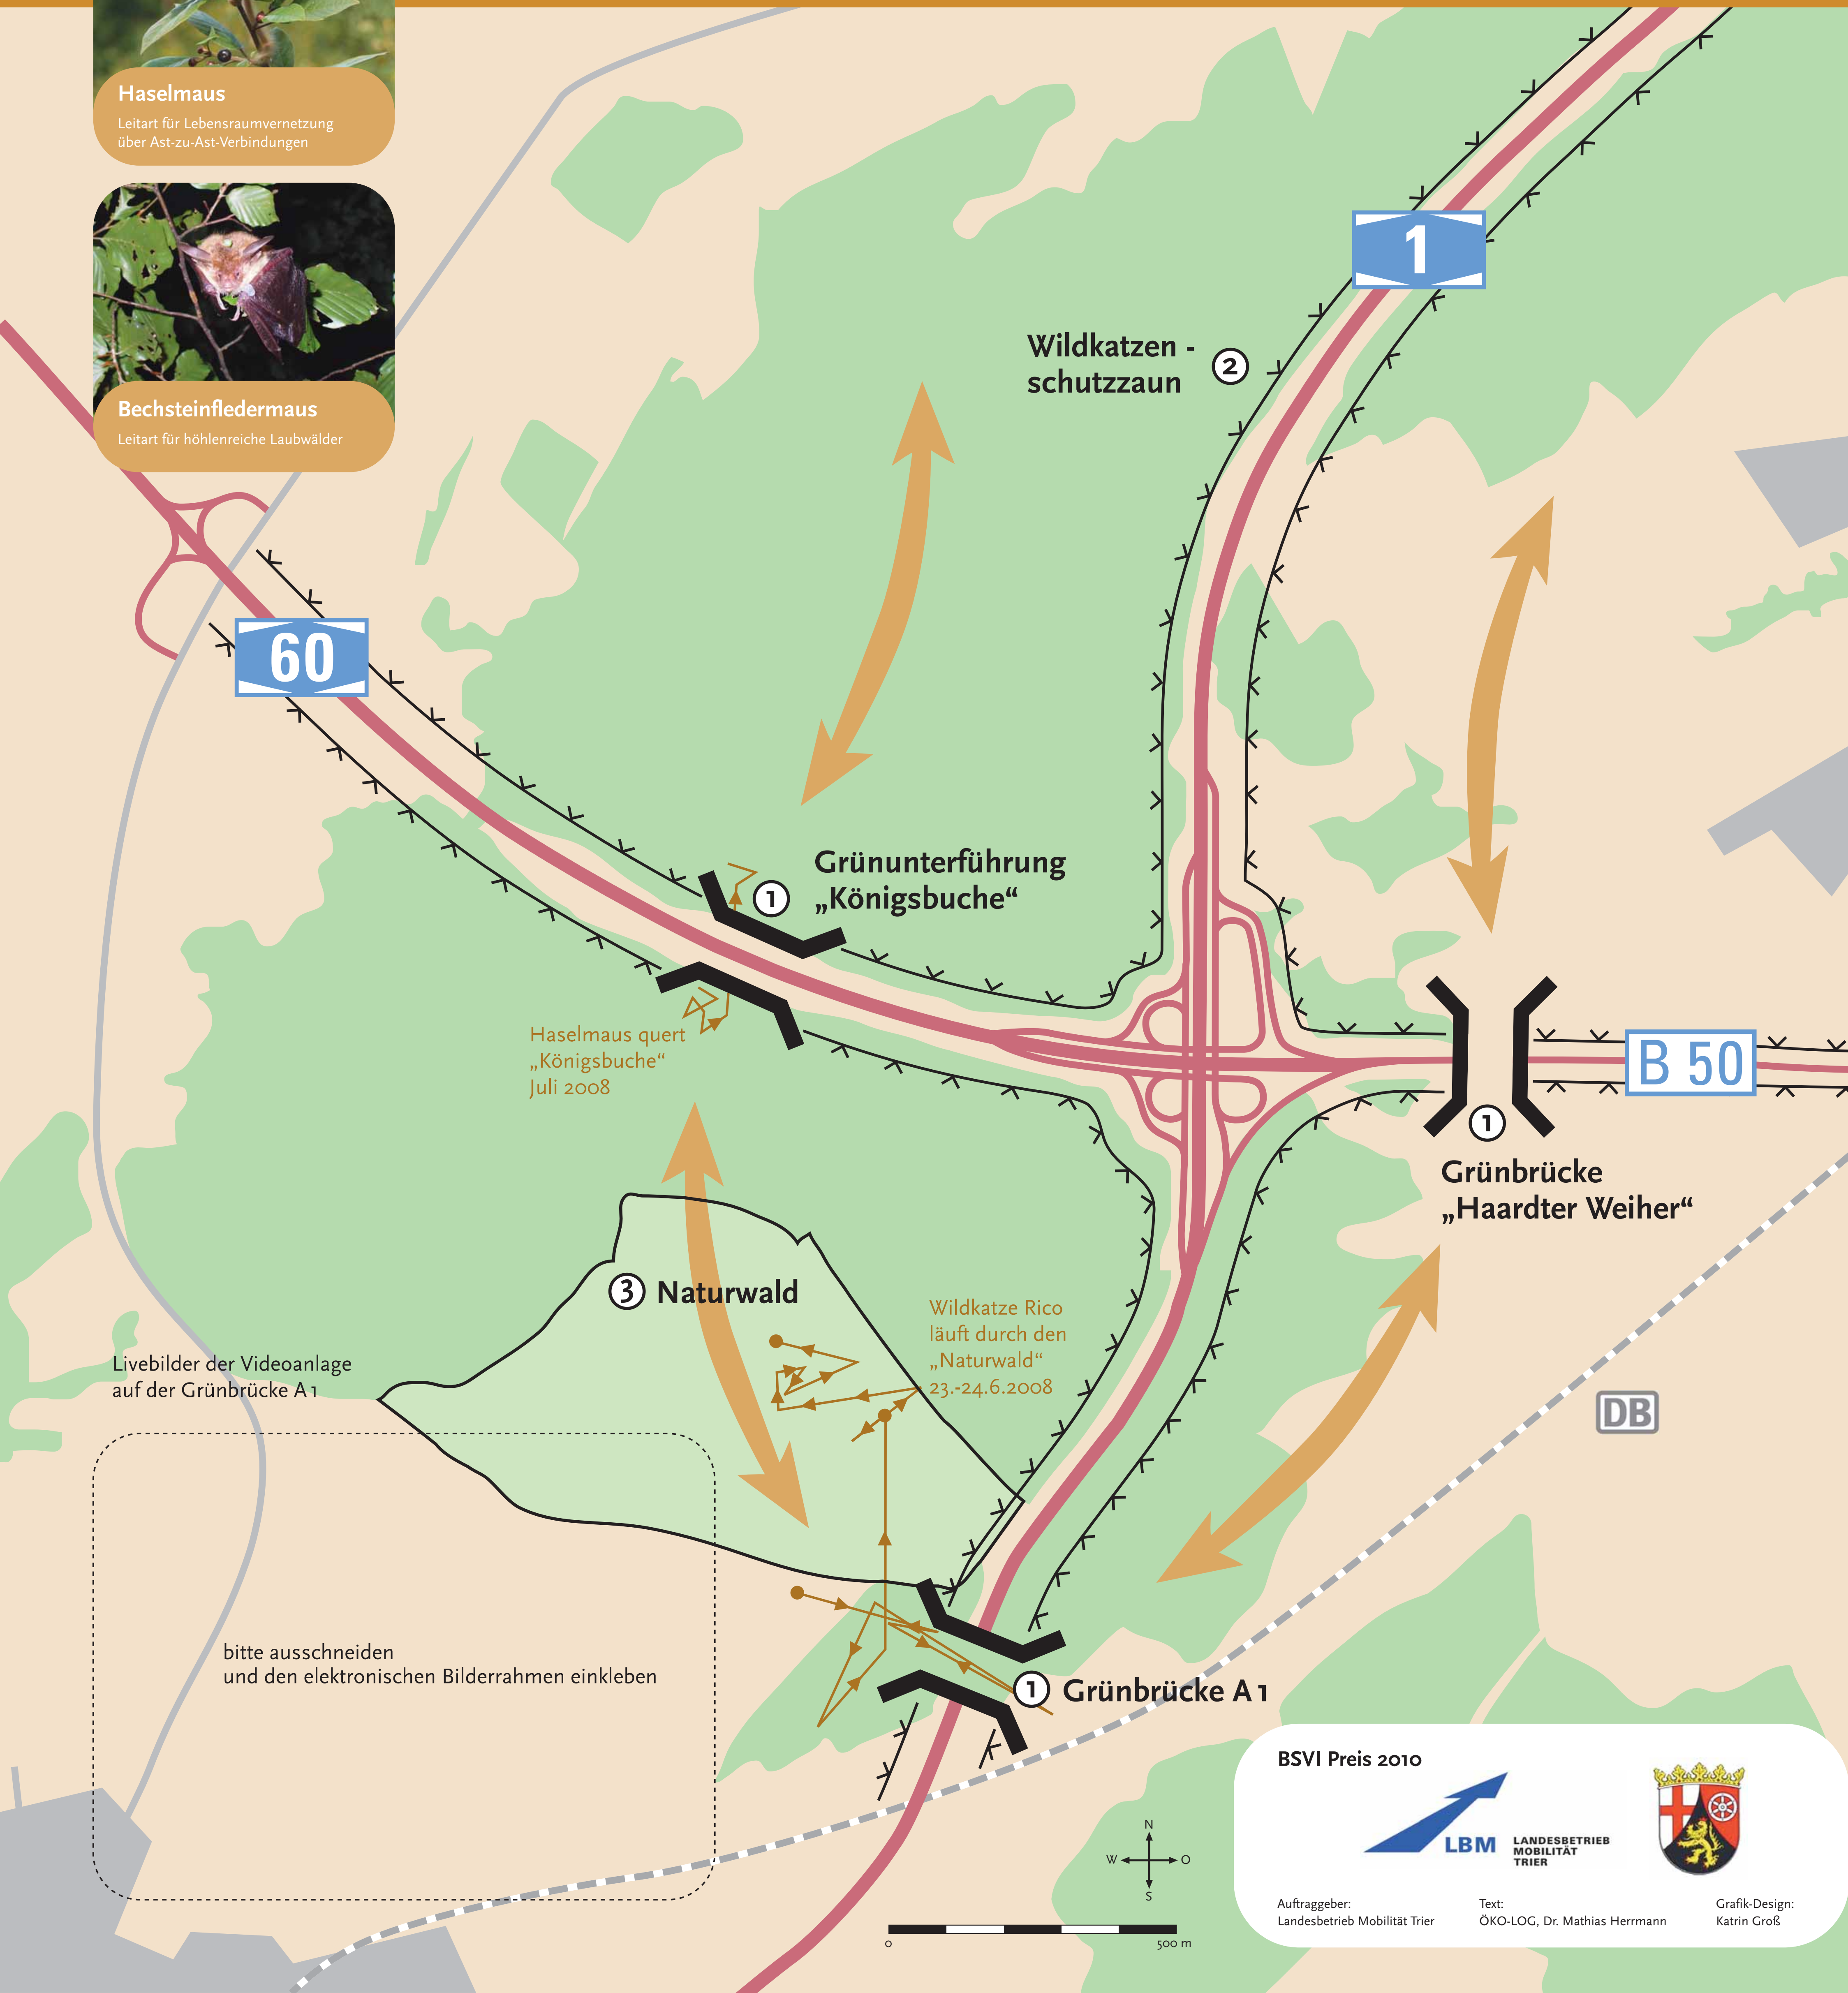 Haselmaus
Leitart für Lebensraumvernetzung
über Ast-zu-Ast-Verbindungen
Bechsteinfledermaus
Leitart für höhlenreiche Laubwälder
1
Wildkatzen -
schutzzaun
2
60
Grünunterführung
„Königsbuche“
1
Haselmaus quert
„Königsbuche“
Juli 2008
B 50
1
Grünbrücke
„Haardter Weiher“
3 Naturwald
Wildkatze Rico
läuft durch den
„Naturwald“
23.-24.6.2008
Livebilder der Videoanlage
auf der Grünbrücke A 1
DB
bitte ausschneiden
und den elektronischen Bilderrahmen einkleben
1 Grünbrücke A 1
BSVI Preis 2010
LBM
LANDESBETRIEB
MOBILITÄT
TRIER
N
W O
S
0 500 m
Auftraggeber:
Landesbetrieb Mobilität Trier
Text:
ÖKO-LOG, Dr. Mathias Herrmann
Grafik-Design:
Katrin Groß